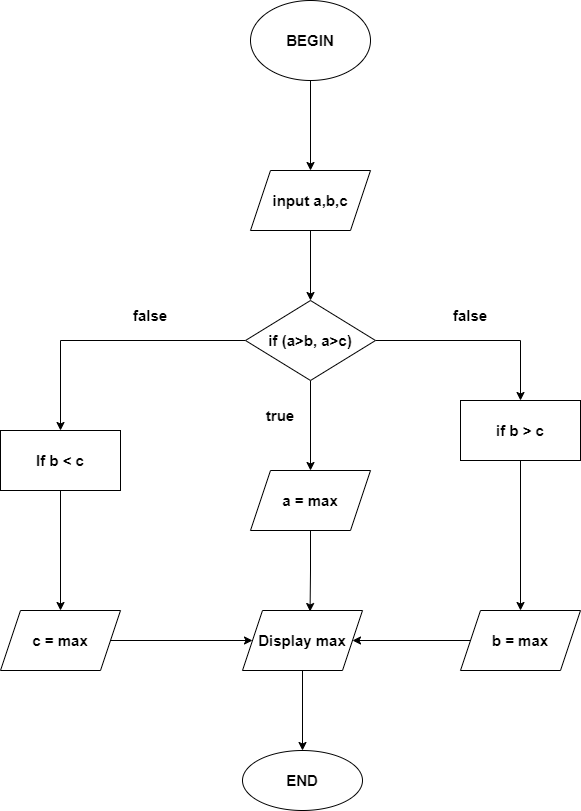 BEGIN
input a,b,c
false
false
if (a>b, a>c)
true
if b > c
If b < c
a = max
c = max
Display max
b = max
END